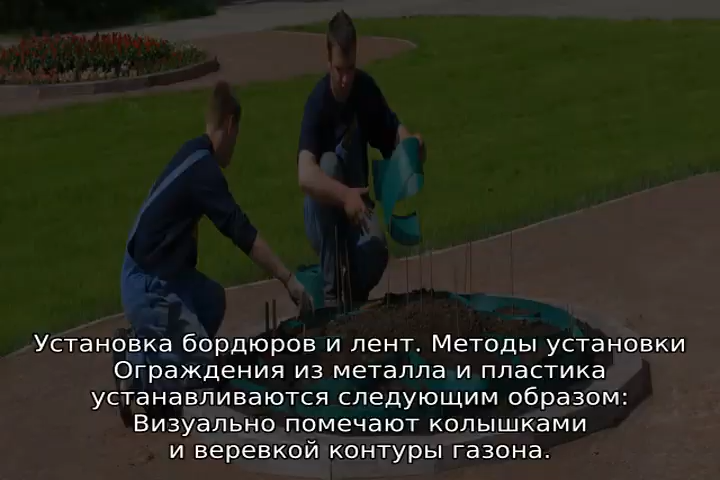 Установка бордюров и лент. Методы установки
Ограждения из металла и пластика
устанавливаются следующим образом:
Визуально помечают колышками
и веревкой контуры газона.